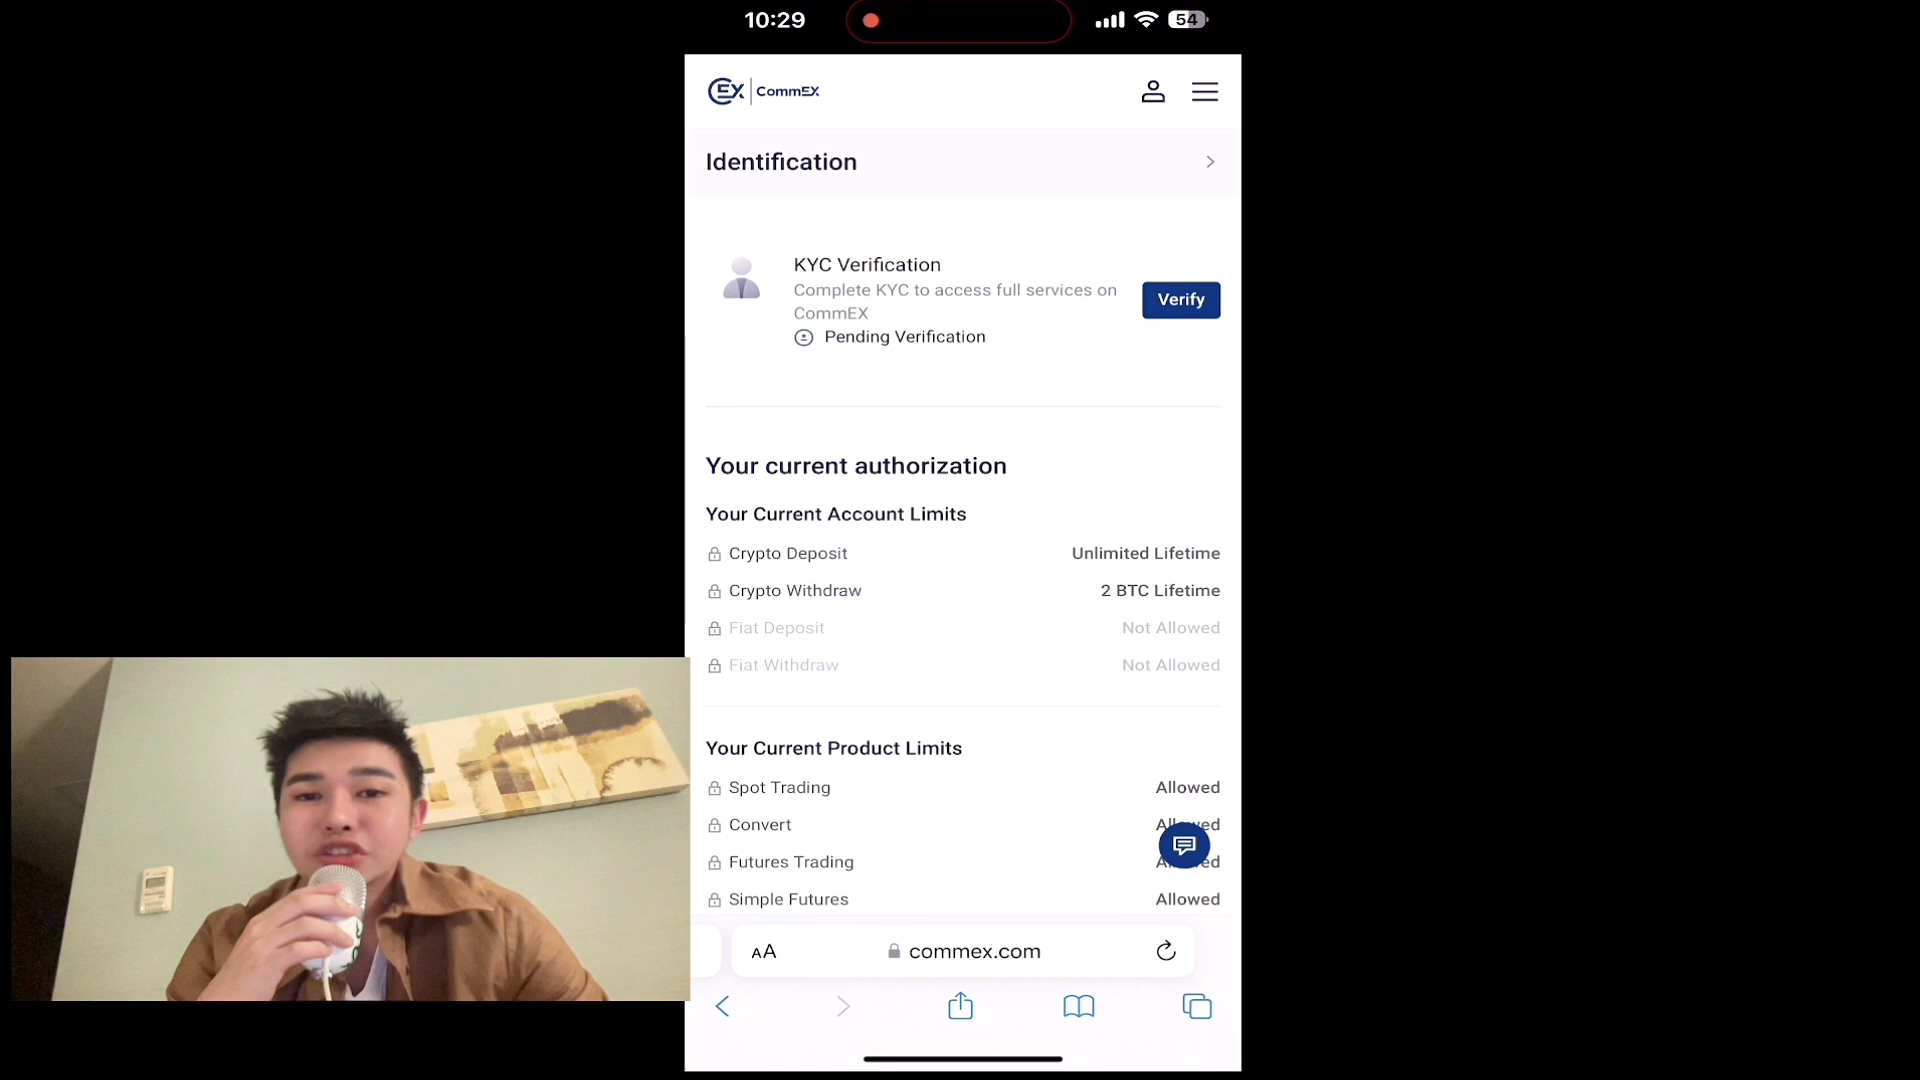 10:29
54
CEX CommEX
Identification
KYC Verification
Complete KYC to access full services on
CommEX
Verify
Pending Verification
Your current authorization
Your Current Account Limits
Crypto Deposit Unlimited Lifetime
Crypto Withdraw 2 BTC Lifetime
Fiat Deposit Not Allowed
Fiat Withdraw Not Allowed
Your Current Product Limits
Spot Trading Allowed
Convert Allowed
Futures Trading Allowed
Simple Futures Allowed
AA commex.com